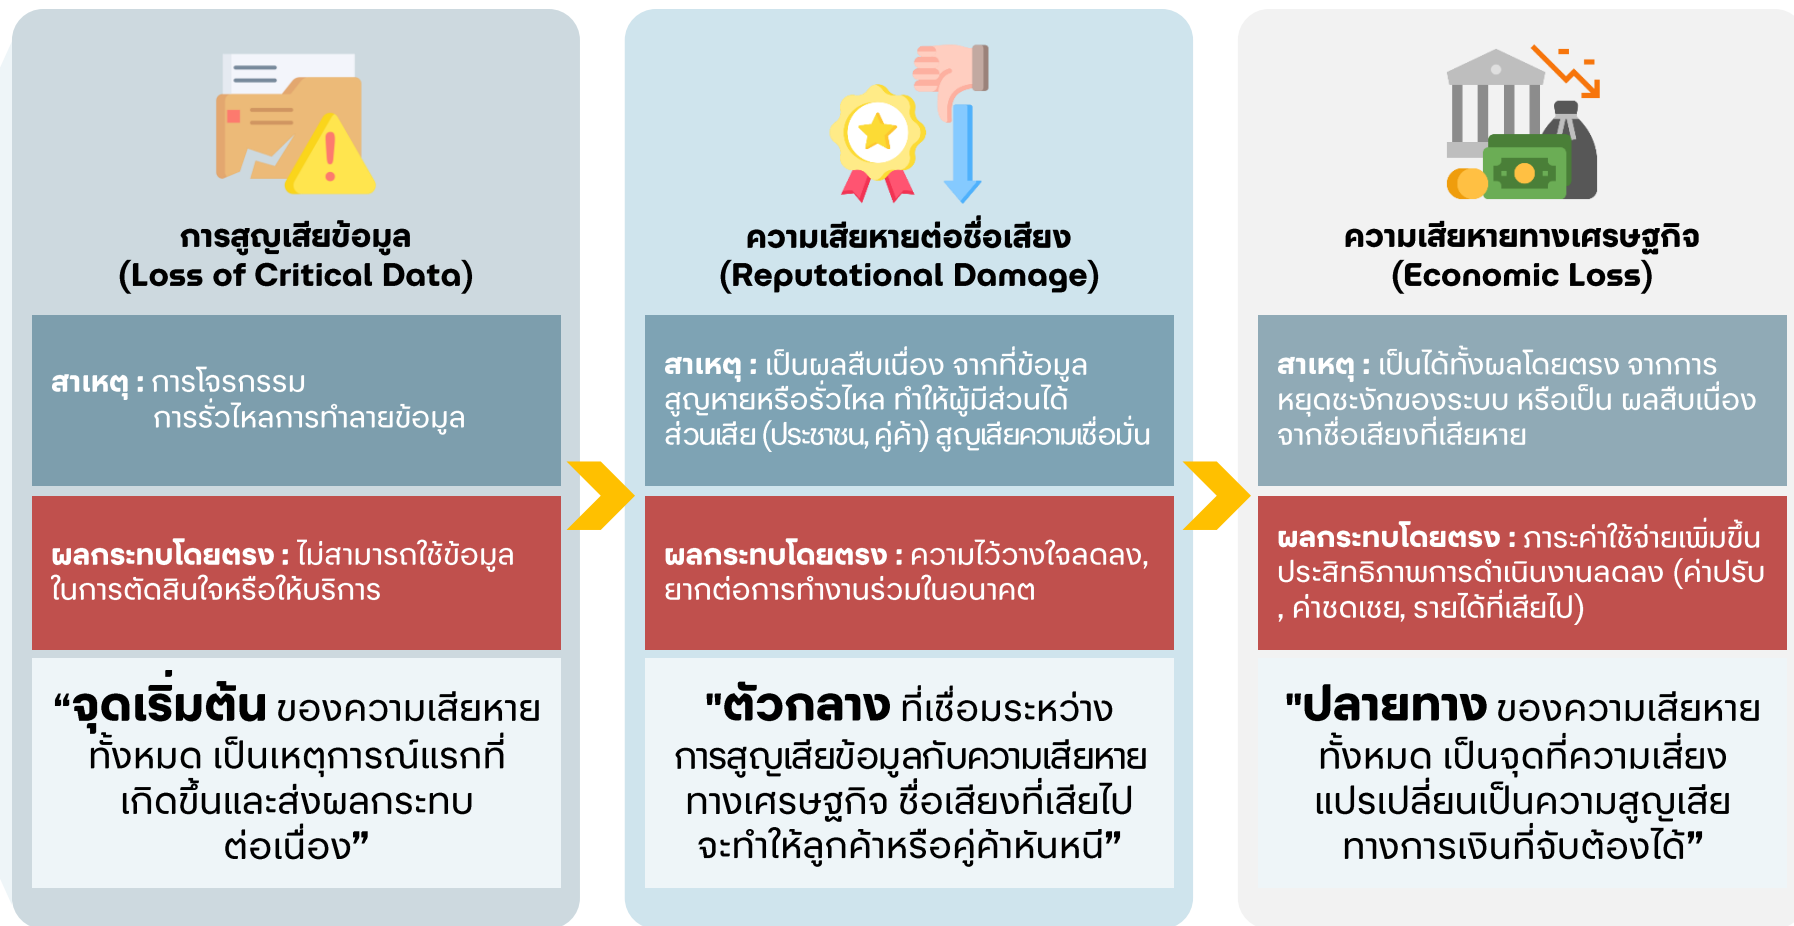 การสูญเสียข้อมูล
(Loss of Critical Data)
สาเหตุ : การโจรกรรม
การรั่วไหลการทำลายข้อมูล
ผลกระทบโดยตรง : ไม่สามารถใช้ข้อมูล
ในการตัดสินใจหรือให้บริการ
“จุดเริ่มต้น ของความเสียหาย
ทั้งหมด เป็นเหตุการณ์แรกที่
เกิดขึ้นและส่งผลกระทบ
ต่อเนื่อง”
ความเสียหายต่อชื่อเสียง
(Reputational Damage)
สาเหตุ : เป็นผลสืบเนื่อง จากที่ข้อมูล
สูญหายหรือรั่วไหล ทำให้ผู้มีส่วนได้
ส่วนเสีย (ประชาชน, คู่ค้า) สูญเสียความเชื่อมั่น
ผลกระทบโดยตรง : ความไว้วางใจลดลง,
ยากต่อการทำงานร่วมในอนาคต
"ตัวกลาง ที่เชื่อมระหว่าง
การสูญเสียข้อมูลกับความเสียหาย
ทางเศรษฐกิจ ชื่อเสียงที่เสียไป
จะทำให้ลูกค้าหรือคู่ค้าหันหนี”
ความเสียหายทางเศรษฐกิจ
(Economic Loss)
สาเหตุ : เป็นได้ทั้งผลโดยตรง จากการ
หยุดชะงักของระบบ หรือเป็น ผลสืบเนื่อง
จากชื่อเสียงที่เสียหาย
ผลกระทบโดยตรง : ภาระค่าใช้จ่ายเพิ่มขึ้น
ประสิทธิภาพการดำเนินงานลดลง (ค่าปรับ
, ค่าชดเชย, รายได้ที่เสียไป)
"ปลายทาง ของความเสียหาย
ทั้งหมด เป็นจุดที่ความเสี่ยง
แปรเปลี่ยนเป็นความสูญเสีย
ทางการเงินที่จับต้องได้”